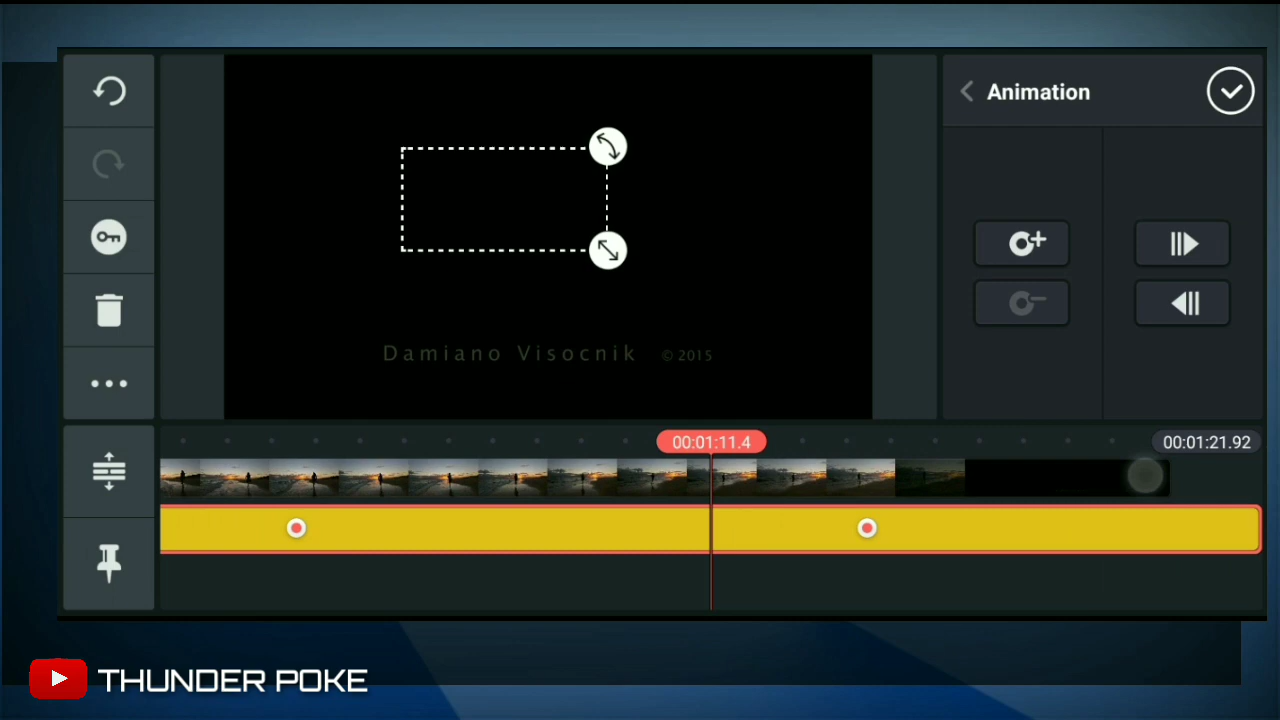 Animation
Damiano Visocnik © 2015
00:01:11.4
00:01:21.92
THUNDER POKE